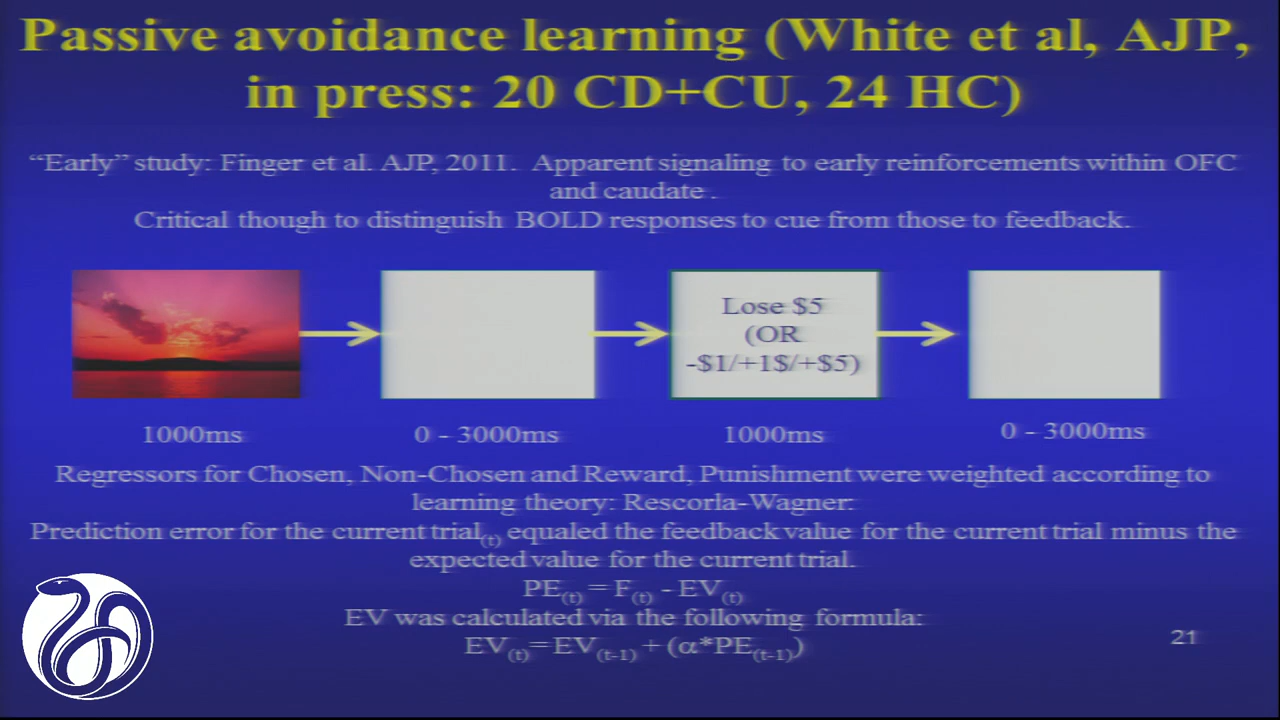 Passive avoidance learning (White et al, AJP,
in press: 20 CD+CU, 24 HC)
“Early” study: Finger et al. AJP, 2011. Apparent signaling to early reinforcements within OFC
and caudate .
Critical though to distinguish BOLD responses to cue from those to feedback.
Lose $5
(OR
-$1/+1$/+$5)
1000ms
0 - 3000ms
1000ms
0 - 3000ms
Regressors for Chosen, Non-Chosen and Reward, Punishment were weighted according to
learning theory: Rescorla-Wagner:
Prediction error for the current trial(t) equaled the feedback value for the current trial minus the
expected value for the current trial.
PE(t) = F(t) - EV(t)
EV was calculated via the following formula:
EV(t)= EV(t-1) + (α*PE(t-1))
21